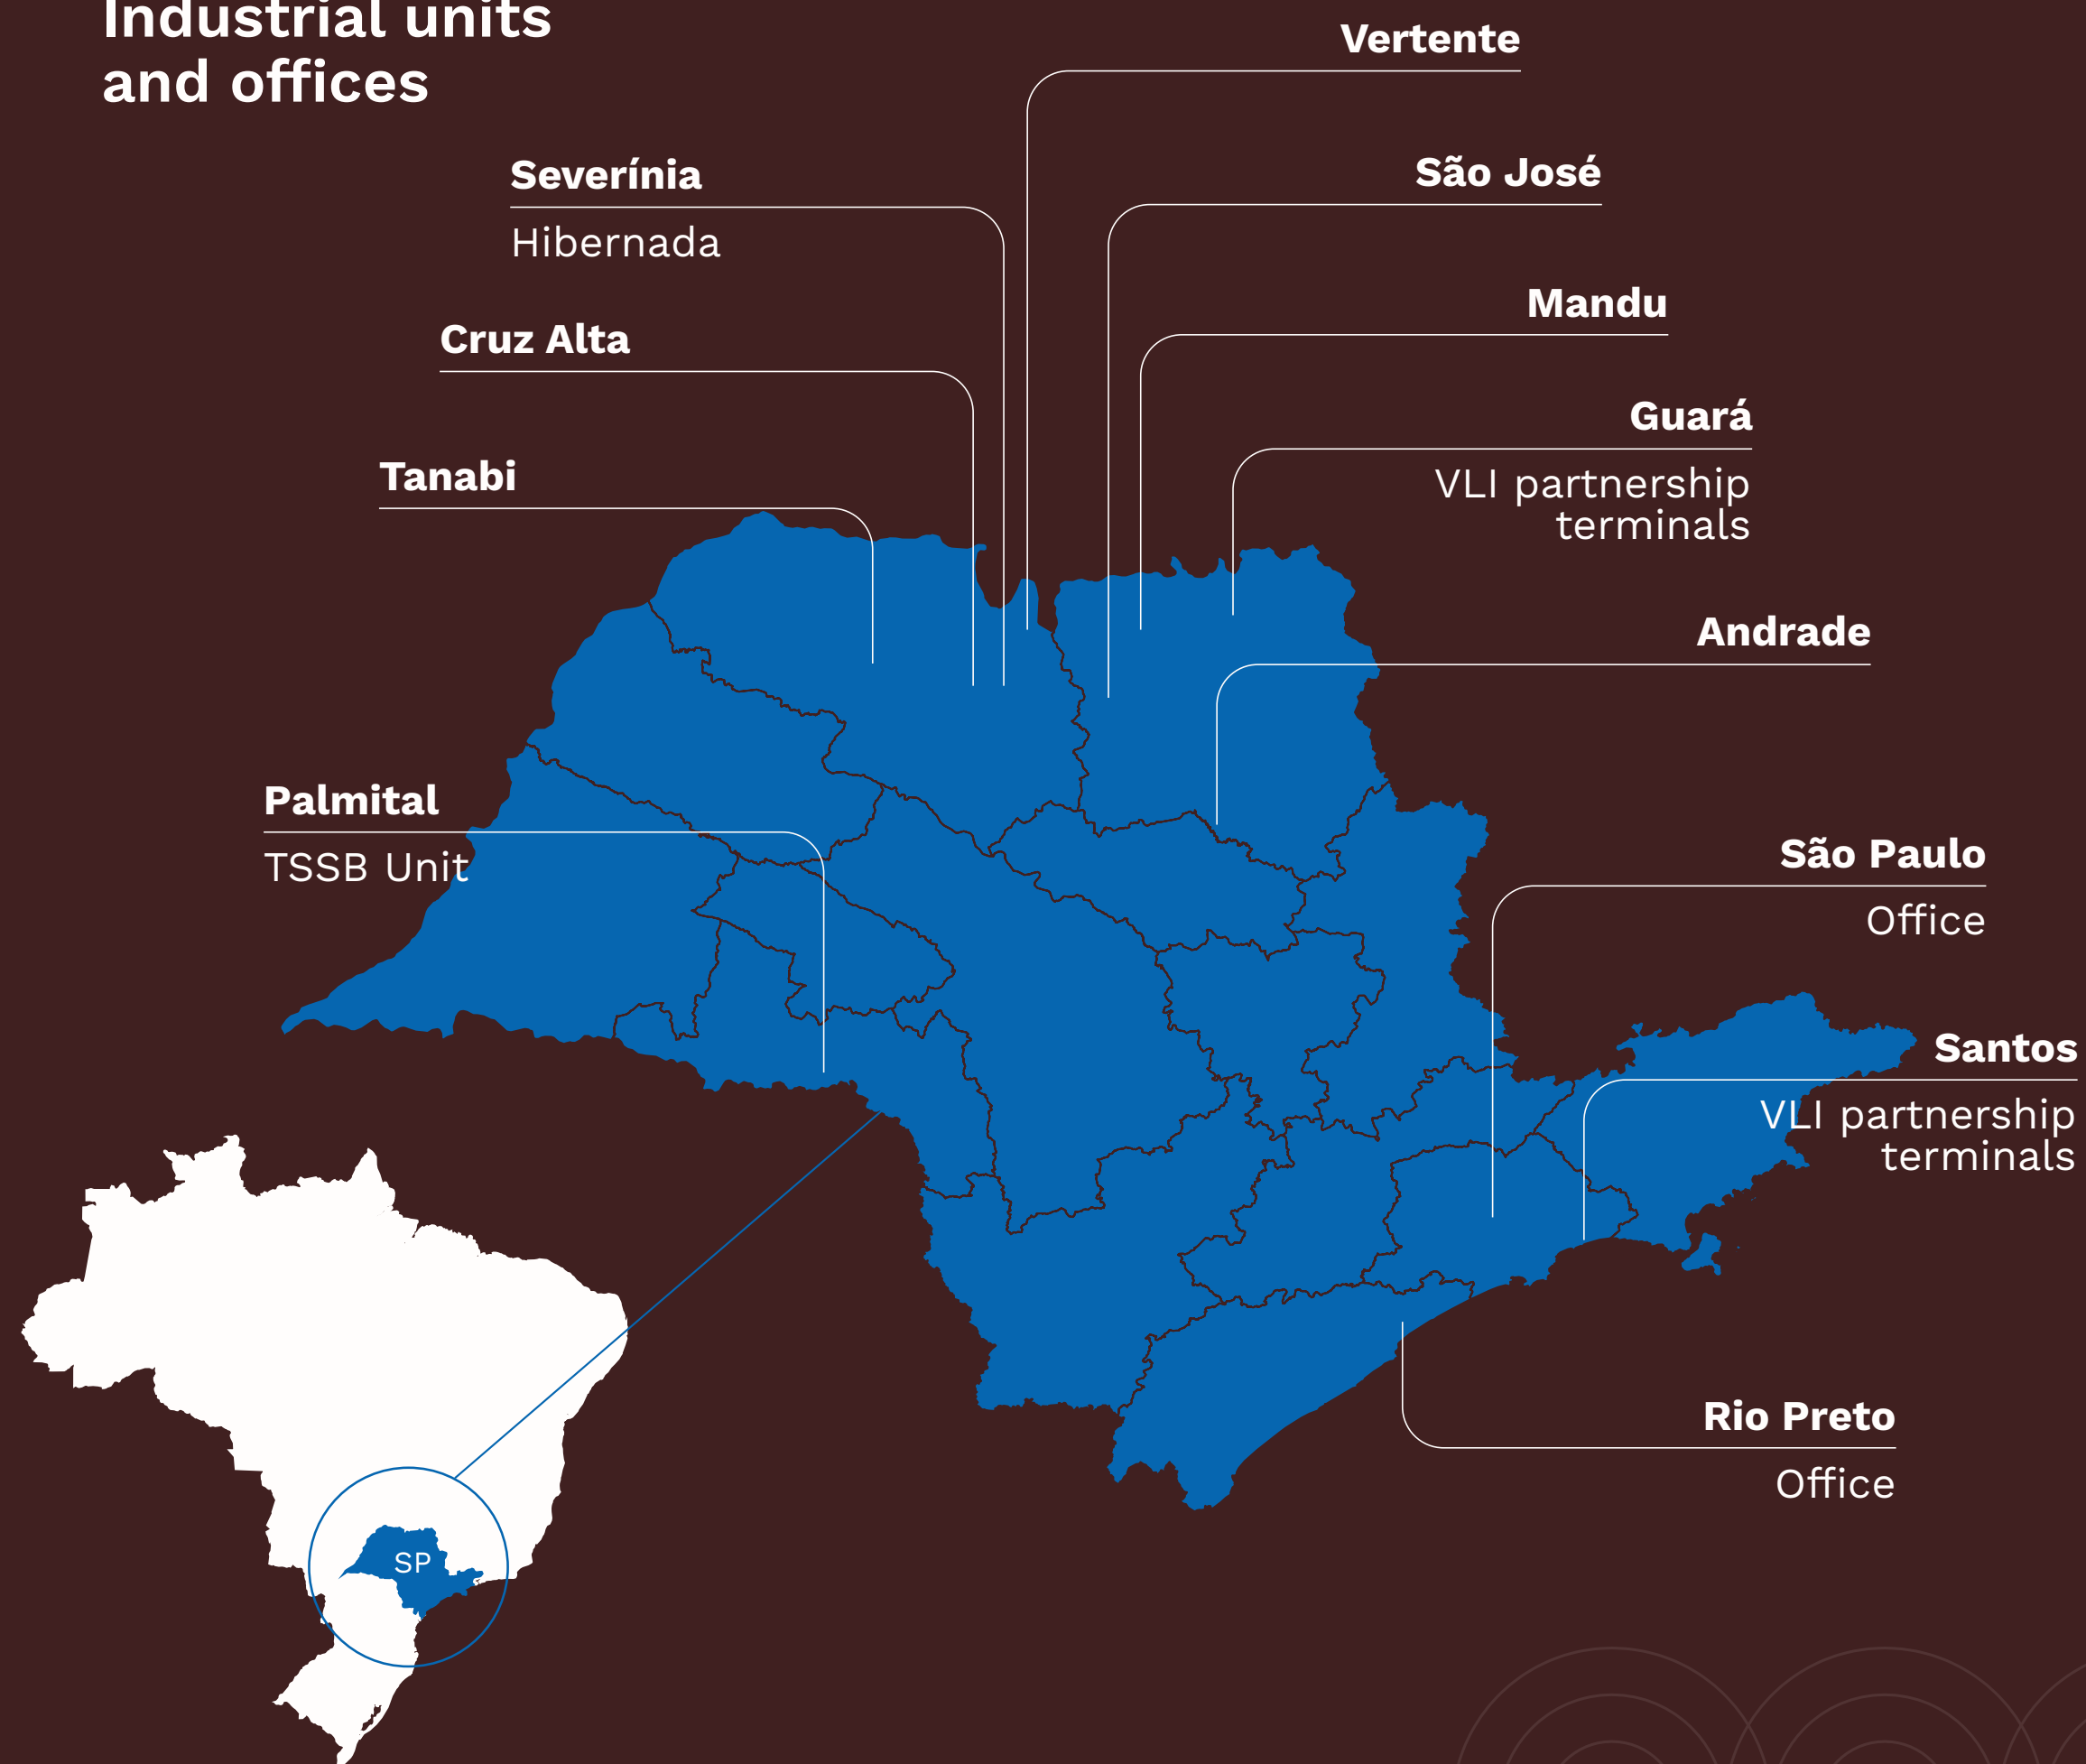 Industrial units
and offices
Vertente
Severínia
Hibernada
São José
Cruz Alta
Mandu
Guará
VLI partnership
terminals
Tanabi
Andrade
Palmital
TSSB Unit
São Paulo
Office
Santos
VLI partnership
terminals
Rio Preto
Office
SP